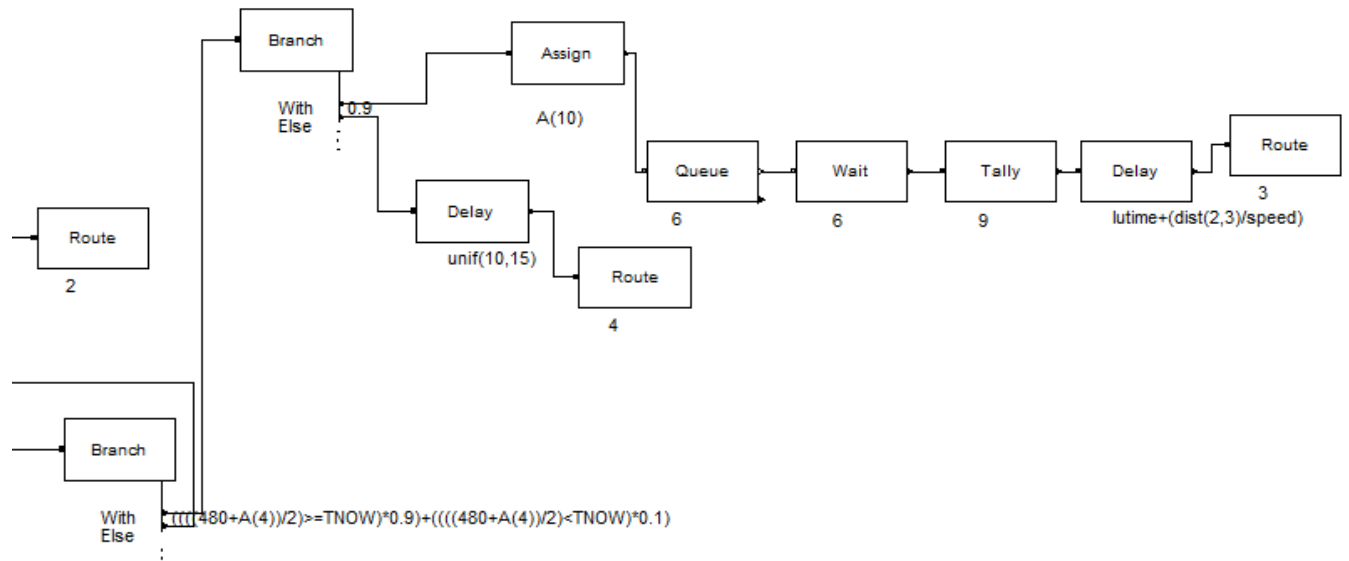 Branch
With
Else
0.9
Assign
A(10)
Queue
6
Wait
6
Tally
9
Delay
lutime+(dist(2,3)/speed)
Route
3
Delay
unif(10,15)
Route
4
Route
2
Branch
With
Else
((((480+A(4))/2)>=TNOW)*0.9)+((((480+A(4))/2)<TNOW)*0.1)